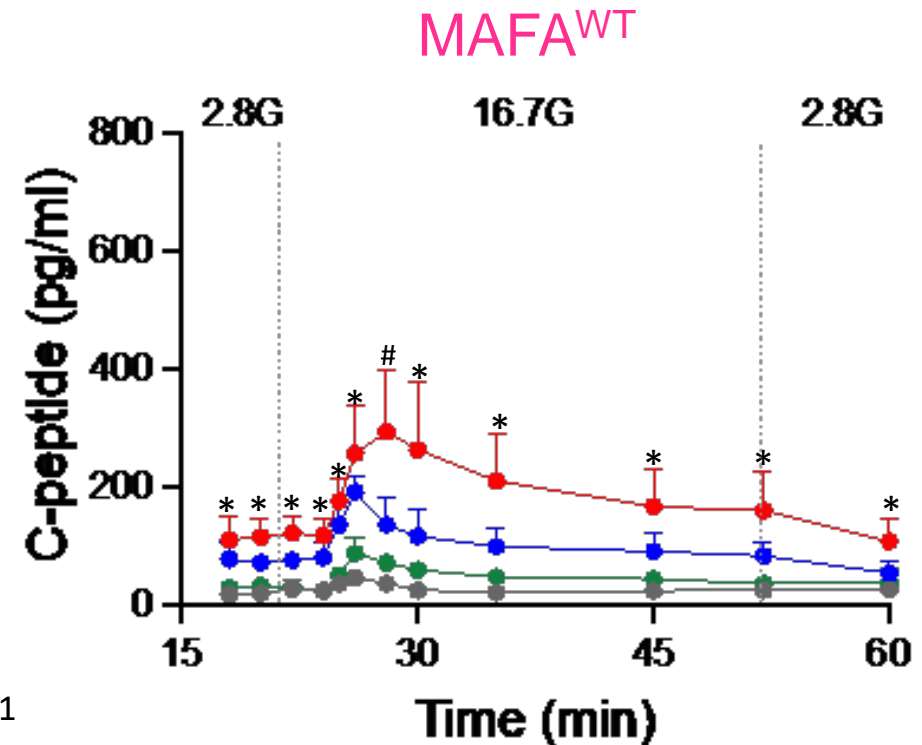 MAFAWT
2.8G 16.7G 2.8G
800
600
400
200
0
C-peptide (pg/ml)
# 
* * * * * * * * * * *
15 30 45 60
Time (min)
1